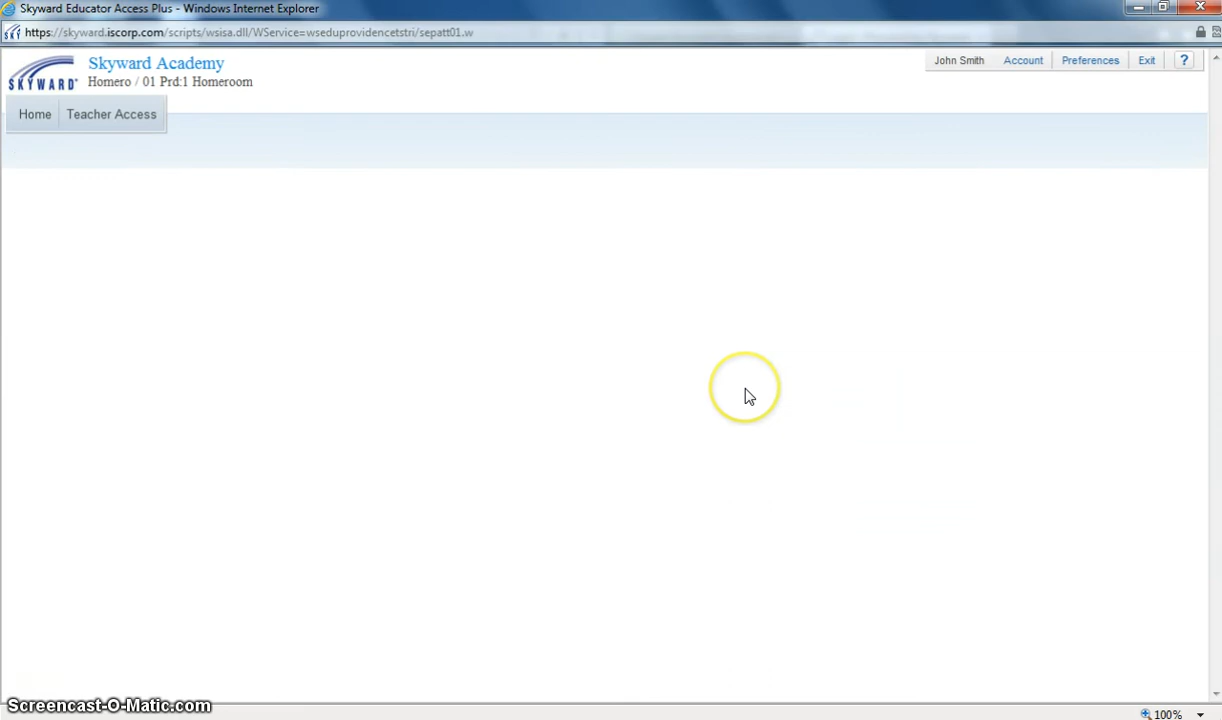 Skyward Educator Access Plus - Windows Internet Explorer
https://skyward.iscorp.com/scripts/wsisa.dll/WService=wseduprovidencetstri/sepatt01.w
SKYWARD
Skyward Academy
Homero / 01 Prd:1 Homeroom
John Smith Account Preferences Exit ?
Home Teacher Access
Screencast-O-Matic.com
100%